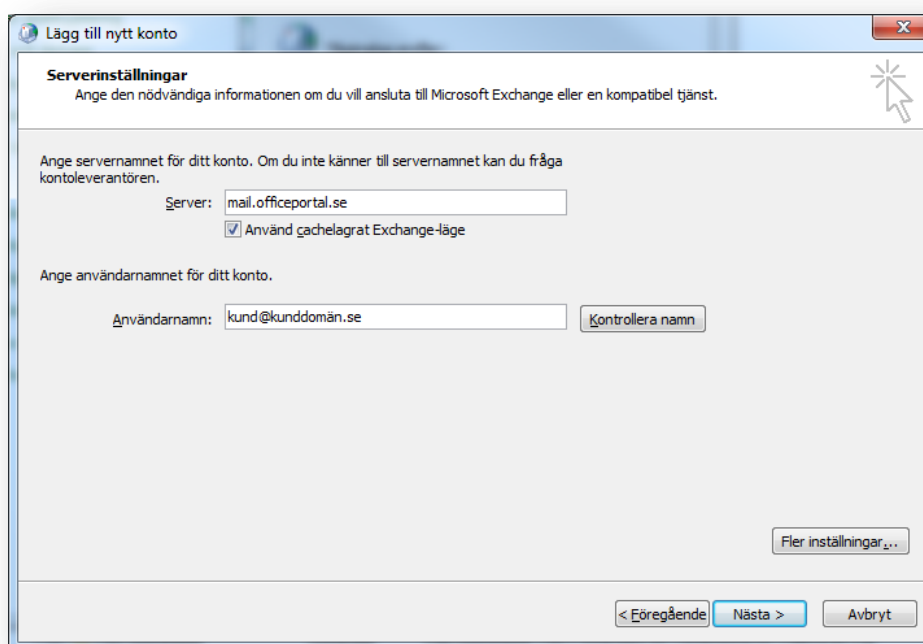 Lägg till nytt konto
Serverinställningar
Ange den nödvändiga informationen om du vill ansluta till Microsoft Exchange eller en kompatibel tjänst.
Ange servernamnet för ditt konto. Om du inte känner till servernamnet kan du fråga
kontoleverantören.
Server: mail.officeportal.se
Använd cachelagrat Exchange-läge
Ange användarnamnet för ditt konto.
Användarnamn: kund@kunddomän.se Kontrollera namn
Fler inställningar...
< Föregående Nästa > Avbryt